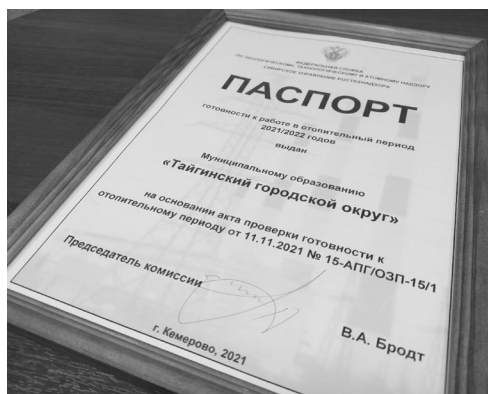 ФЕДЕРАЛЬНАЯ СЛУЖБА
ПО ЭКОЛОГИЧЕСКОМУ, ТЕХНОЛОГИЧЕСКОМУ И АТОМНОМУ НАДЗОРУ
СИБИРСКОЕ УПРАВЛЕНИЕ РОСТЕХНАДЗОРА
ПАСПОРТ
готовности к работе в отопительный период
2021/2022 годов
выдан
Муниципальному образованию
«Тайгинский городской округ»
на основании акта проверки готовности к
отопительному периоду от 11.11.2021 № 15-АПГ/ОЗП-15/1
Председатель комиссии
В.А. Бродт
г. Кемерово, 2021